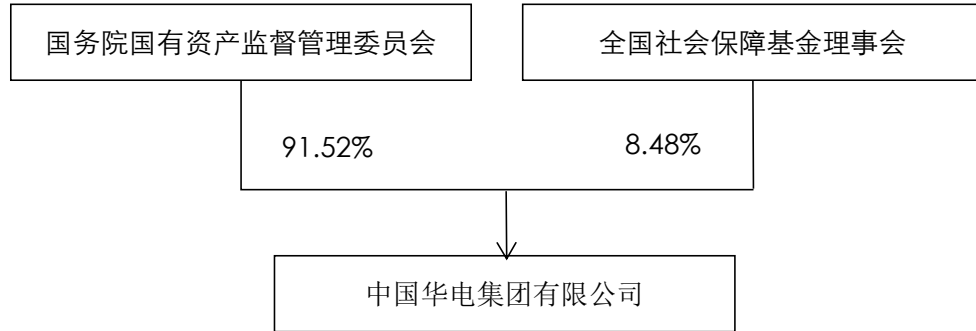 国务院国有资产监督管理委员会
全国社会保障基金理事会
91.52%
8.48%
中国华电集团有限公司